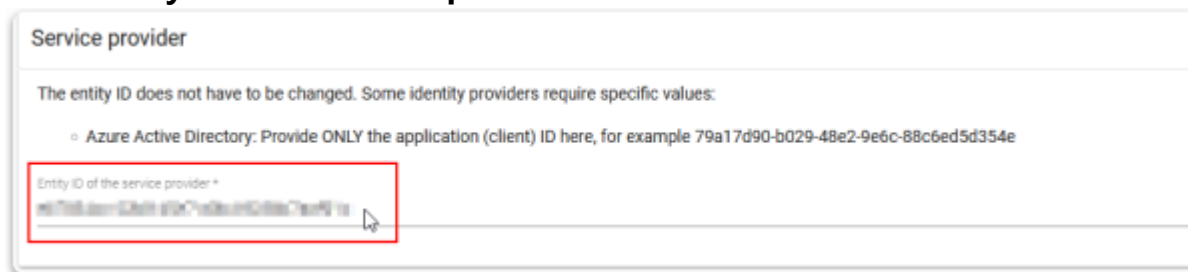 Service provider
The entity ID does not have to be changed. Some identity providers require specific values:
◦ Azure Active Directory: Provide ONLY the application (client) ID here, for example 79a17d90-b029-48e2-9e6c-88c6ed5d354e
Entity ID of the service provider *